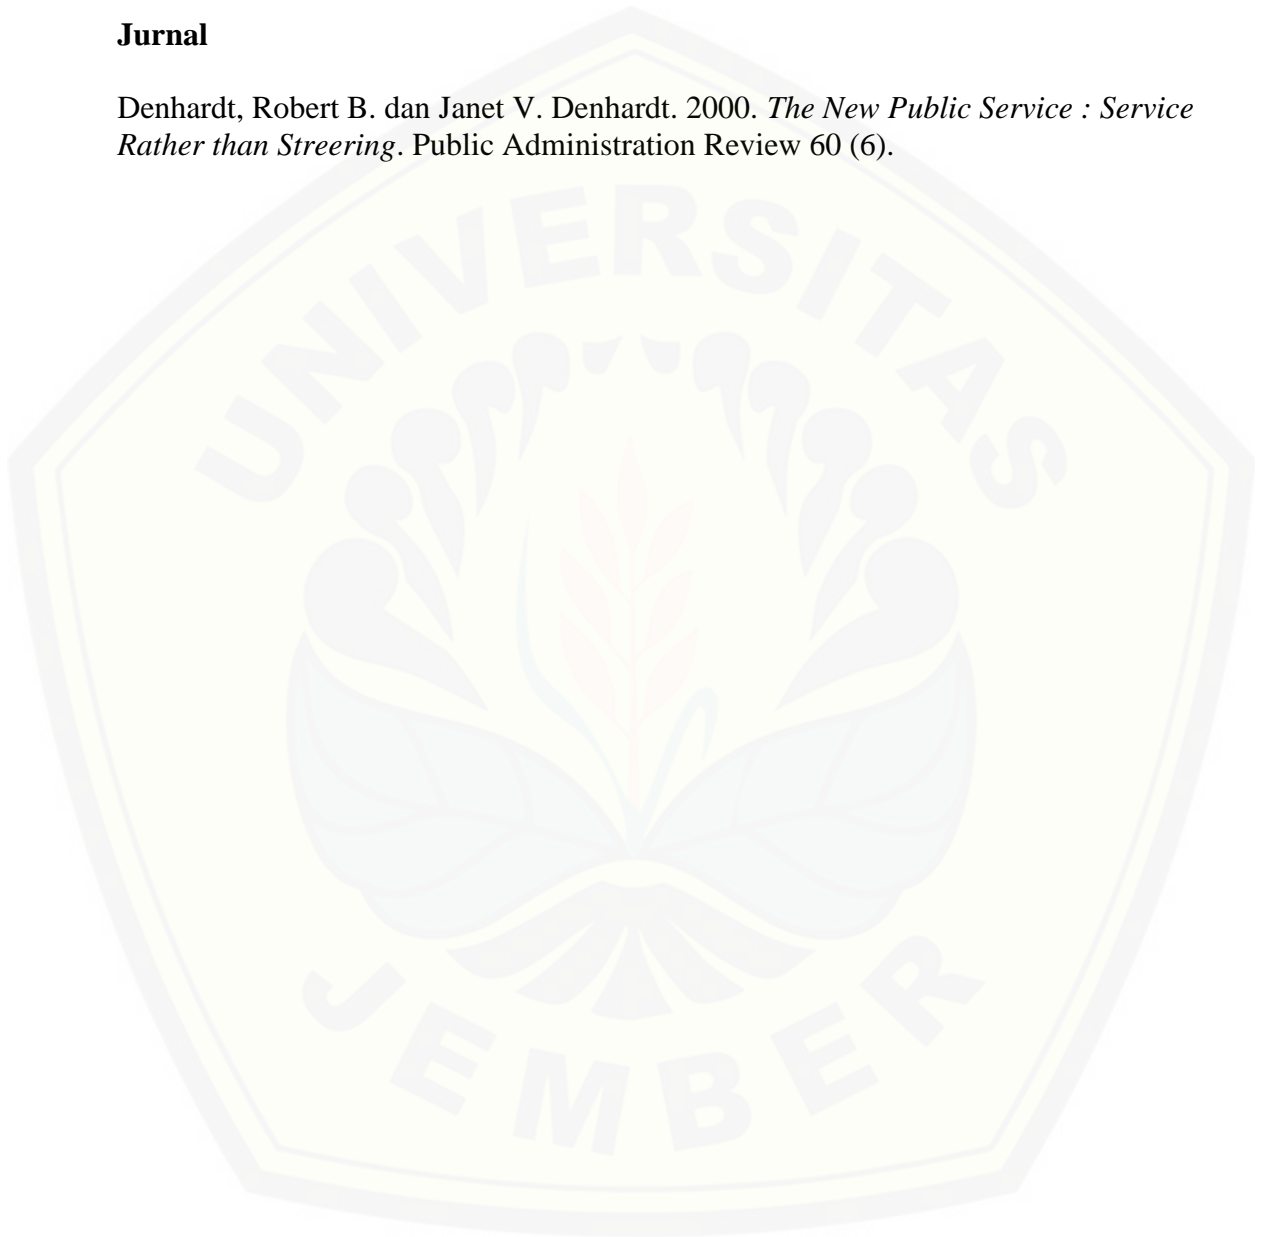 Jurnal
Denhardt, Robert B. dan Janet V. Denhardt. 2000. The New Public Service : Service
Rather than Streering. Public Administration Review 60 (6).
UNIVERSITAS
JEMBER